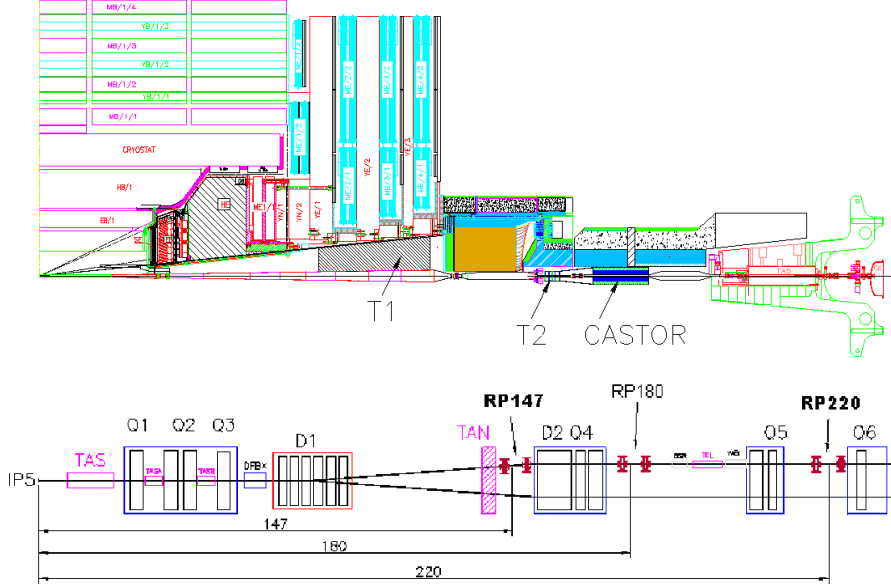 MB/1/4
YB/1/3
MB/1/3
YB/1/2
MB/1/2
YB/1/1
MB/1/1
CRYOSTAT
HB/1
EB/1
HE
ME1/1
YN/1
YN/2
YE/1
ME/1/3
ME/1/2
ME/2/2
ME/2/1
YE/2
ME/3/2
ME/3/1
YE/3
ME/4/2
ME/4/1
TAS
T1
T2
CASTOR
IP5
TAS
Q1
Q2
Q3
TASA
TASB
DFBX
D1
TAN
RP147
D2
Q4
RP180
Q5
RP220
Q6
147
180
220